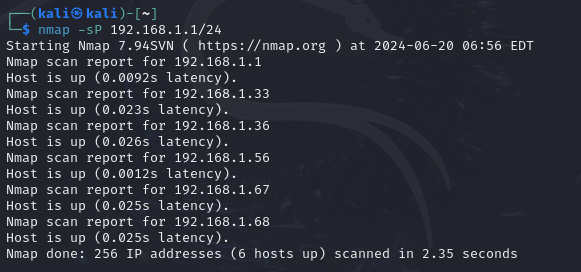 ┌──(kali㉿kali)-[~]
└─$ nmap -sP 192.168.1.1/24
Starting Nmap 7.94SVN ( https://nmap.org ) at 2024-06-20 06:56 EDT
Nmap scan report for 192.168.1.1
Host is up (0.0092s latency).
Nmap scan report for 192.168.1.33
Host is up (0.023s latency).
Nmap scan report for 192.168.1.36
Host is up (0.026s latency).
Nmap scan report for 192.168.1.56
Host is up (0.0012s latency).
Nmap scan report for 192.168.1.67
Host is up (0.025s latency).
Nmap scan report for 192.168.1.68
Host is up (0.025s latency).
Nmap done: 256 IP addresses (6 hosts up) scanned in 2.35 seconds